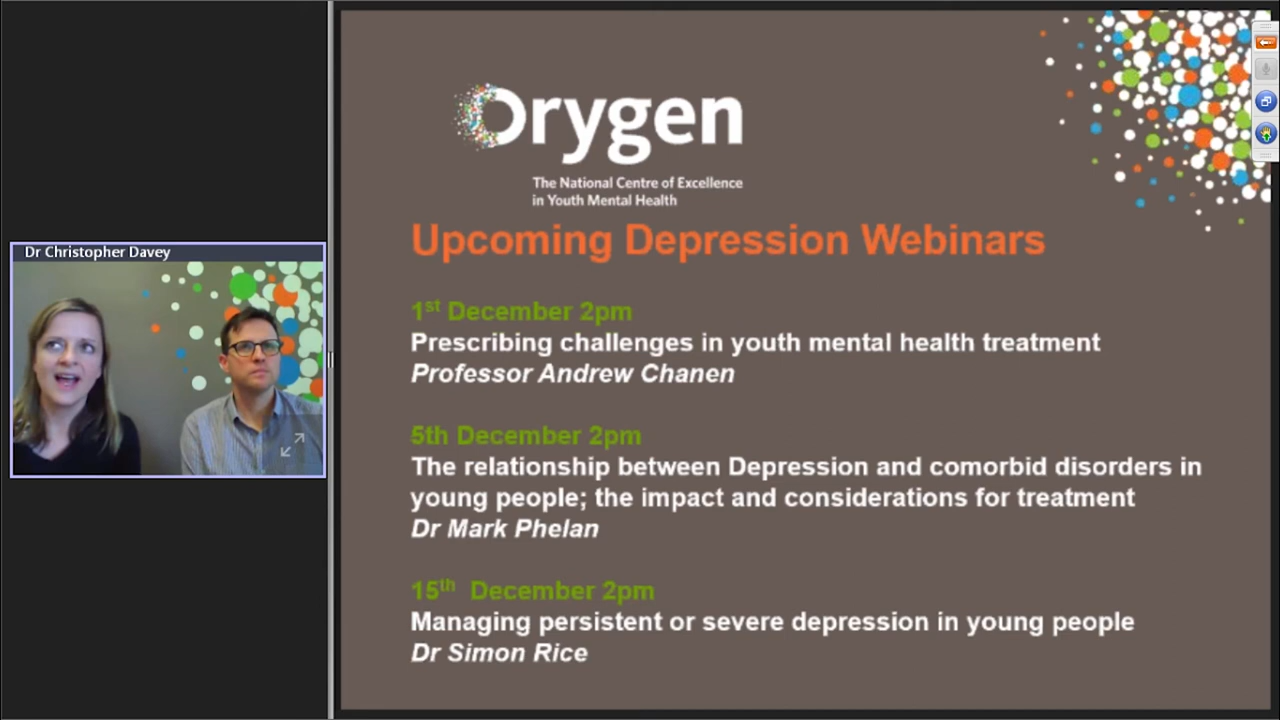 Dr Christopher Davey
Orygen
The National Centre of Excellence
in Youth Mental Health
Upcoming Depression Webinars
1st December 2pm
Prescribing challenges in youth mental health treatment
Professor Andrew Chanen
5th December 2pm
The relationship between Depression and comorbid disorders in
young people; the impact and considerations for treatment
Dr Mark Phelan
15th December 2pm
Managing persistent or severe depression in young people
Dr Simon Rice